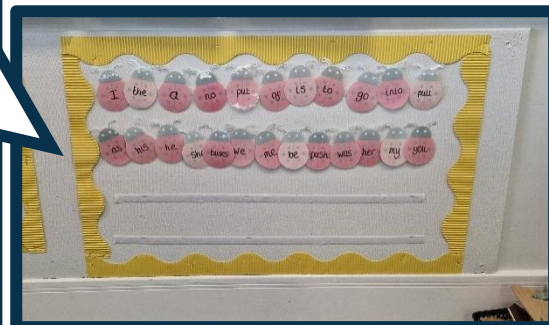 I the a no put of is to go into pull
as his he she buses we me be push was her my you